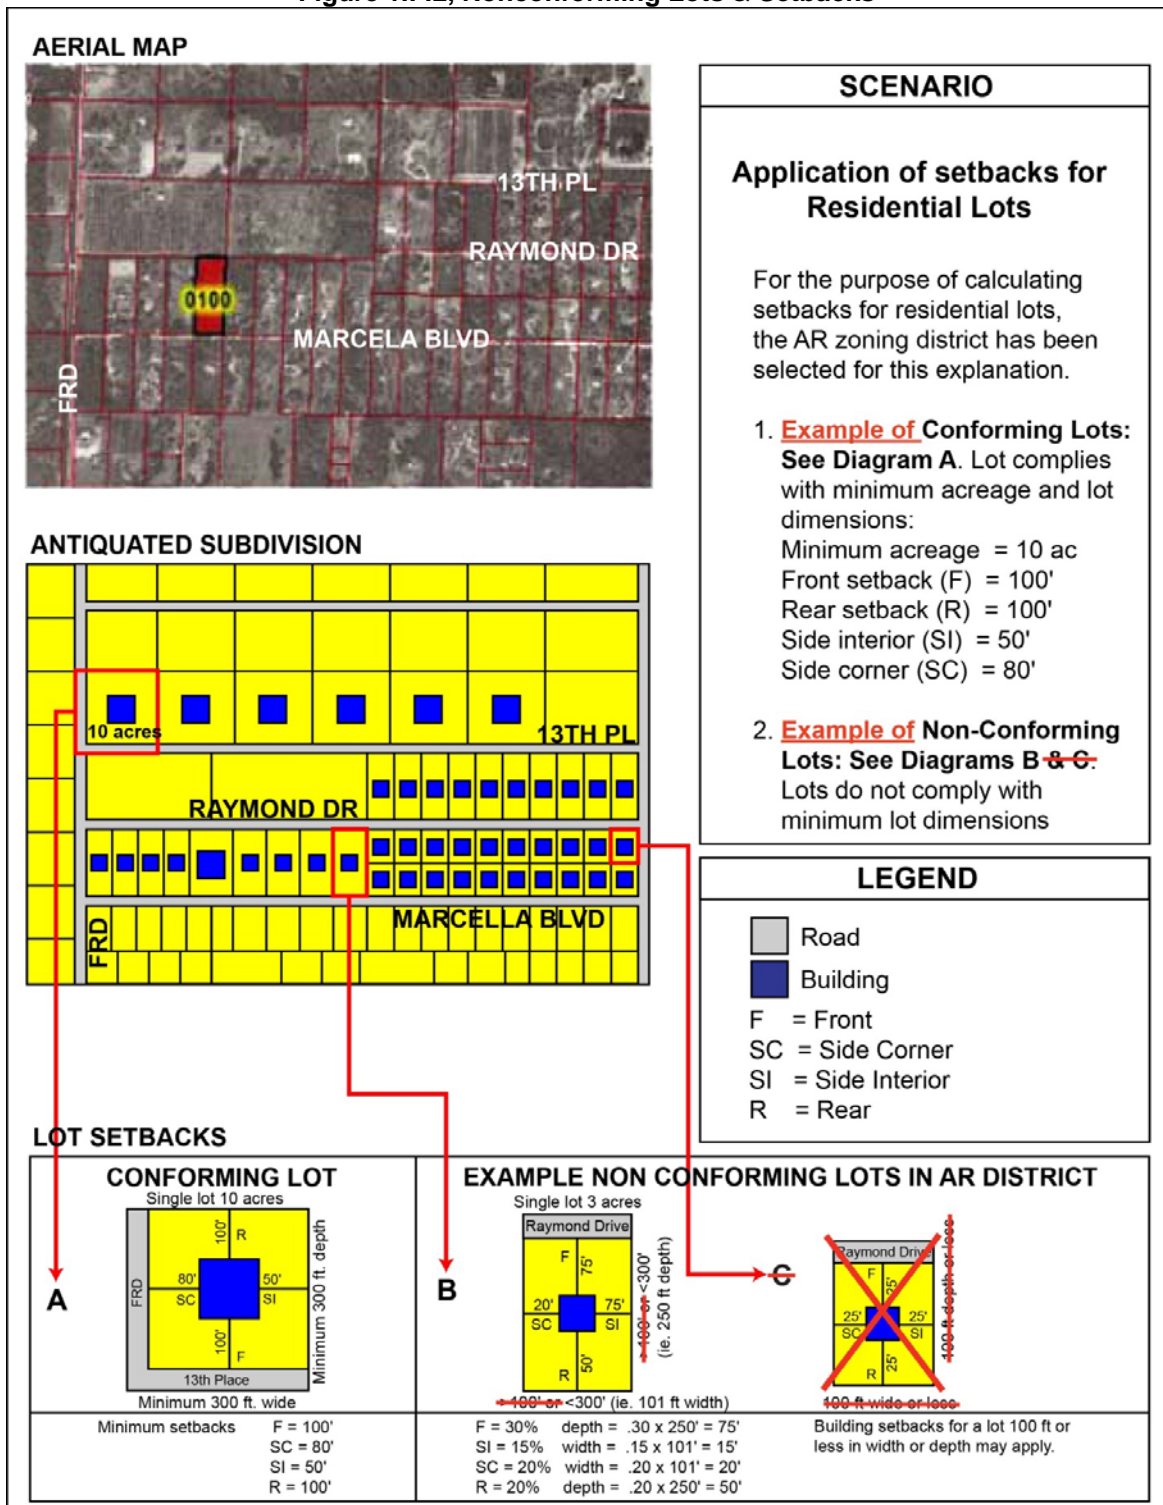 Figure 1.F.2, Nonconforming Lots & Setbacks
AERIAL MAP
13TH PL
RAYMOND DR
0100
MARCELA BLVD
FRD
SCENARIO
Application of setbacks for
Residential Lots
For the purpose of calculating
setbacks for residential lots,
the AR zoning district has been
selected for this explanation.
1. Example of Conforming Lots:
See Diagram A. Lot complies
with minimum acreage and lot
dimensions:
Minimum acreage = 10 ac
Front setback (F) = 100'
Rear setback (R) = 100'
Side interior (SI) = 50'
Side corner (SC) = 80'
2. Example of Non-Conforming
Lots: See Diagrams B & C.
Lots do not comply with
minimum lot dimensions
ANTIQUATED SUBDIVISION
10 acres
13TH PL
RAYMOND DR
MARCELLA BLVD
FRD
LEGEND
Road
Building
F = Front
SC = Side Corner
SI = Side Interior
R = Rear
LOT SETBACKS
CONFORMING LOT
Single lot 10 acres
A
FRD
100'
R
80'
SC
50'
SI
100'
F
13th Place
Minimum 300 ft. depth
Minimum 300 ft. wide
Minimum setbacks F = 100'
SC = 80'
SI = 50'
R = 100'
EXAMPLE NON CONFORMING LOTS IN AR DISTRICT
Single lot 3 acres
B
Raymond Drive
F
75'
20'
SC
75'
SI
R
50'
> 100' or <300'
(ie. 250 ft depth)
> 100' or <300' (ie. 101 ft width)
F = 30% depth = .30 x 250' = 75'
SI = 15% width = .15 x 101' = 15'
SC = 20% width = .20 x 101' = 20'
R = 20% depth = .20 x 250' = 50'
C
Raymond Drive
F
25'
25'
SC
25'
SI
R
25'
100 ft depth or less
100 ft wide or less
Building setbacks for a lot 100 ft or
less in width or depth may apply.